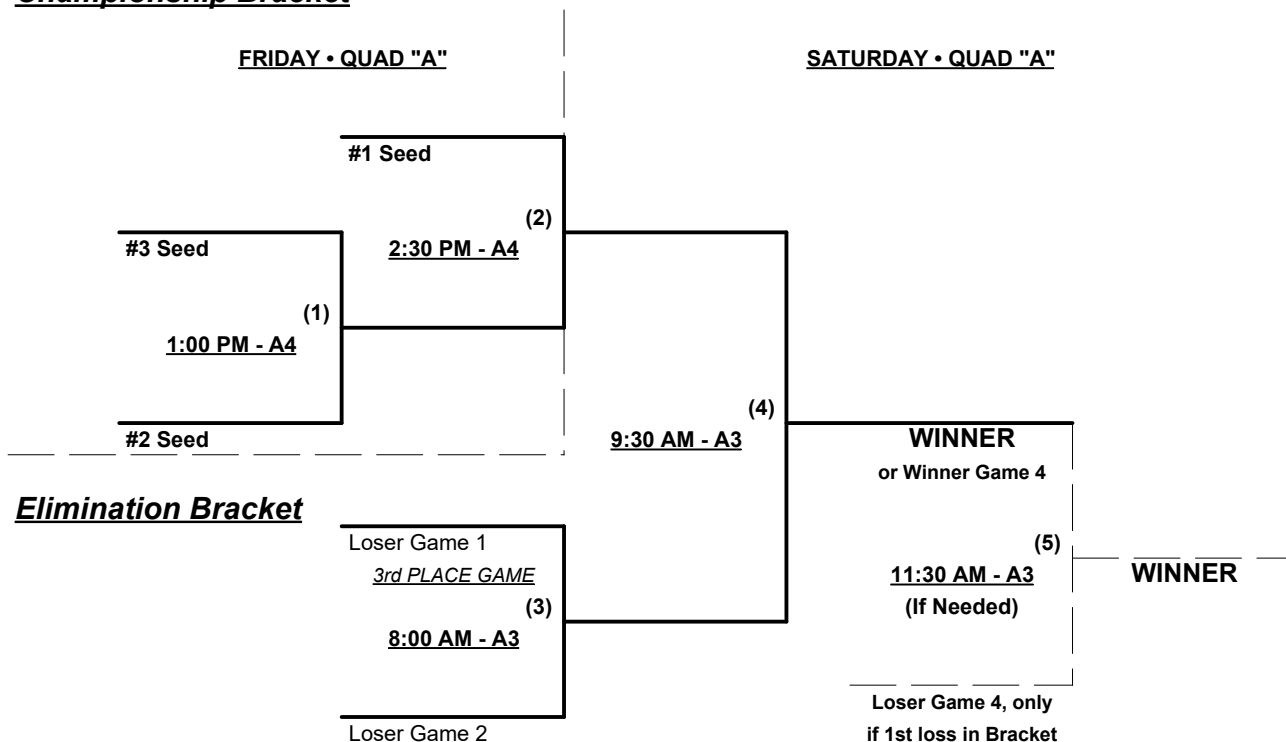 Championship Bracket
FRIDAY • QUAD "A"
SATURDAY • QUAD "A"
#1 Seed
(2)
#3 Seed
2:30 PM - A4
(1)
1:00 PM - A4
(4)
#2 Seed
9:30 AM - A3
WINNER
or Winner Game 4
Elimination Bracket
Loser Game 1
(5)
3rd PLACE GAME
11:30 AM - A3
WINNER
(3)
(If Needed)
8:00 AM - A3
Loser Game 4, only
Loser Game 2
if 1st loss in Bracket